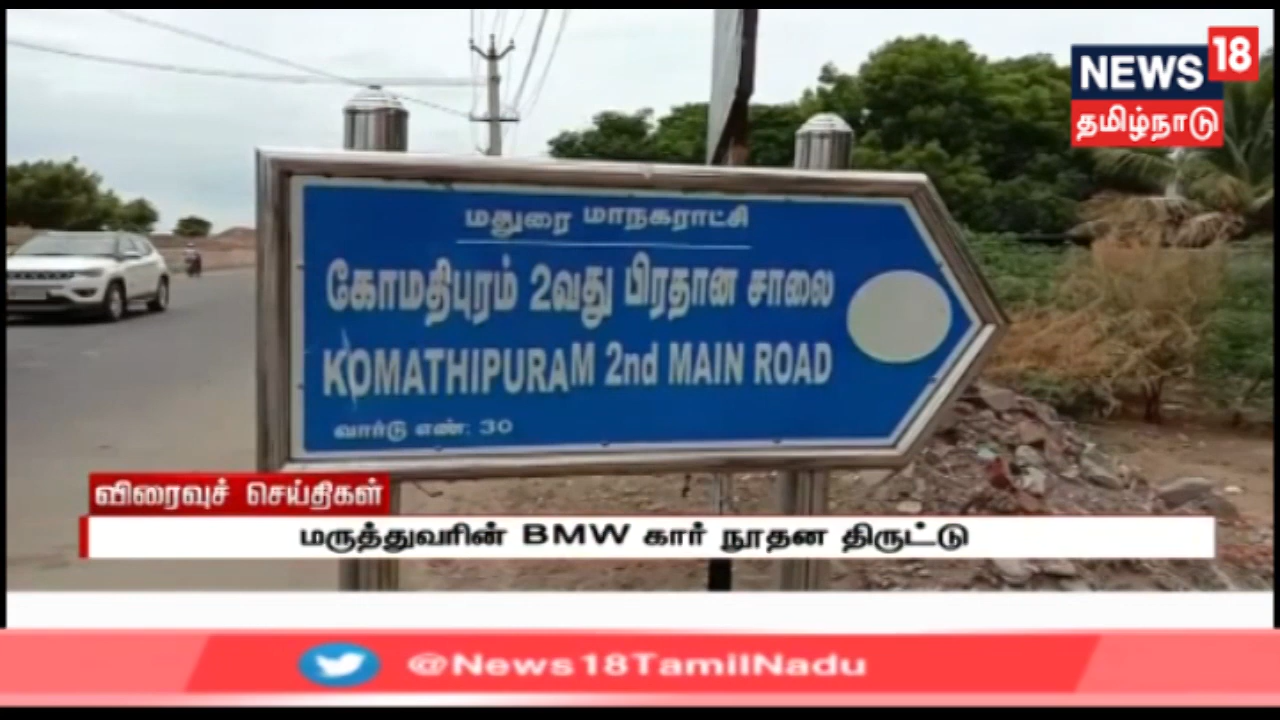 NEWS 18
தமிழ்நாடு
மதுரை மாநகராட்சி
கோமதிபுரம் 2வது பிரதான சாலை
KOMATHIPURAM 2nd MAIN ROAD
வார்டு எண்: 30
விரைவுச் செய்திகள்
மருத்துவரின் BMW கார் நூதன திருட்டு
@News18TamilNadu